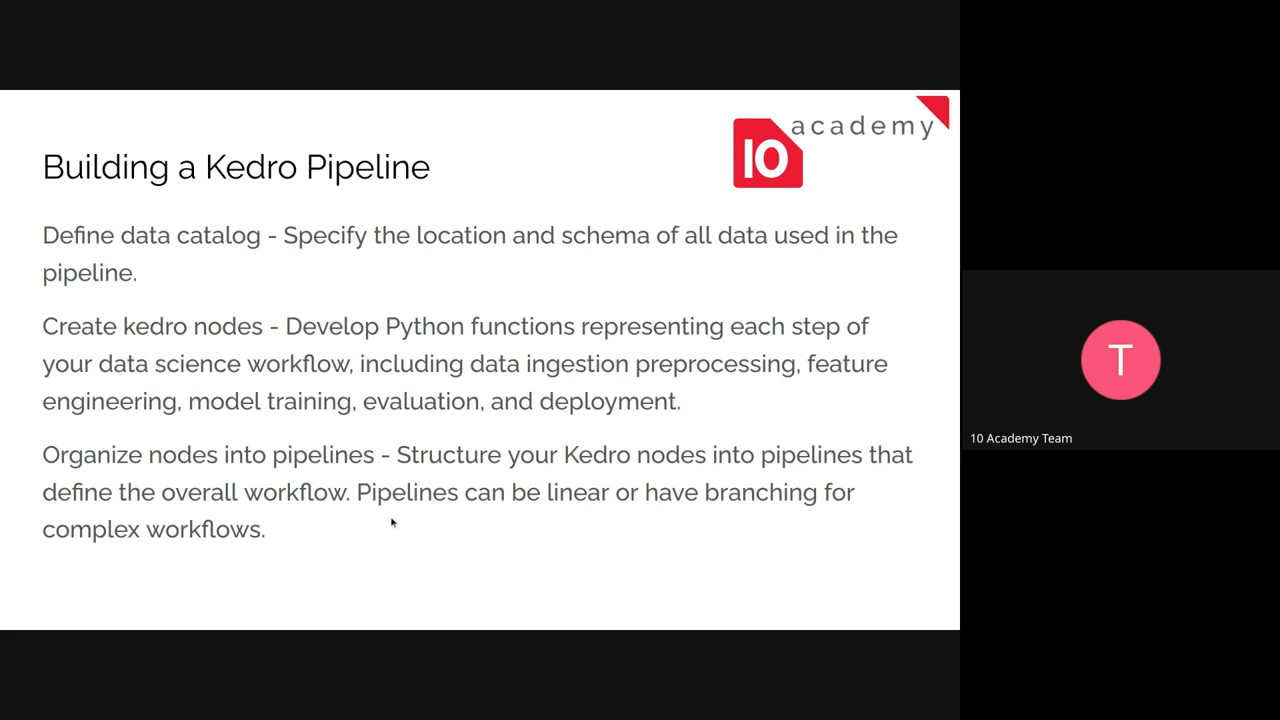 academy
10
Building a Kedro Pipeline
Define data catalog - Specify the location and schema of all data used in the
pipeline.
Create kedro nodes - Develop Python functions representing each step of
your data science workflow, including data ingestion preprocessing, feature
engineering, model training, evaluation, and deployment.
Organize nodes into pipelines - Structure your Kedro nodes into pipelines that
define the overall workflow. Pipelines can be linear or have branching for
complex workflows.
T
10 Academy Team